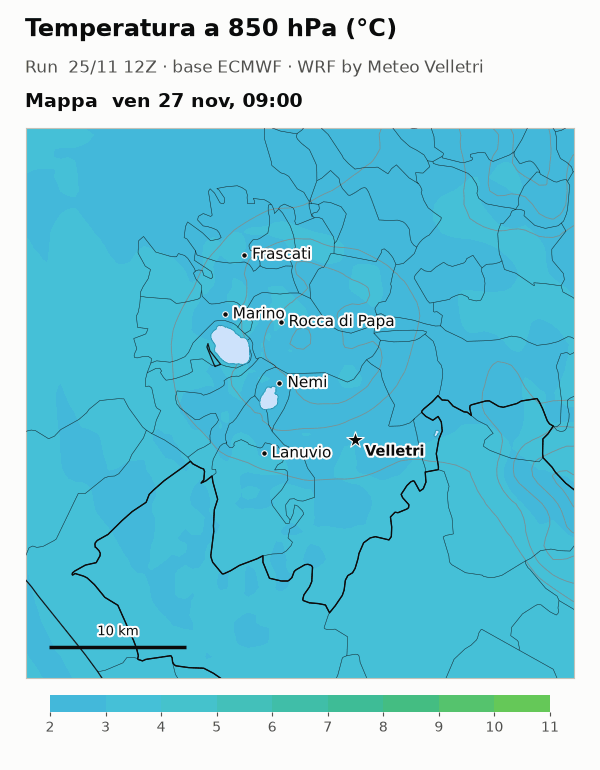 Temperatura a 850 hPa (°C)
Run  25/11 12Z · base ECMWF · WRF by Meteo Velletri
Mappa  ven 27 nov, 09:00
Frascati
Marino
Rocca di Papa
Nemi
Velletri
Lanuvio
10 km
2 3 4 5 6 7 8 9 10 11